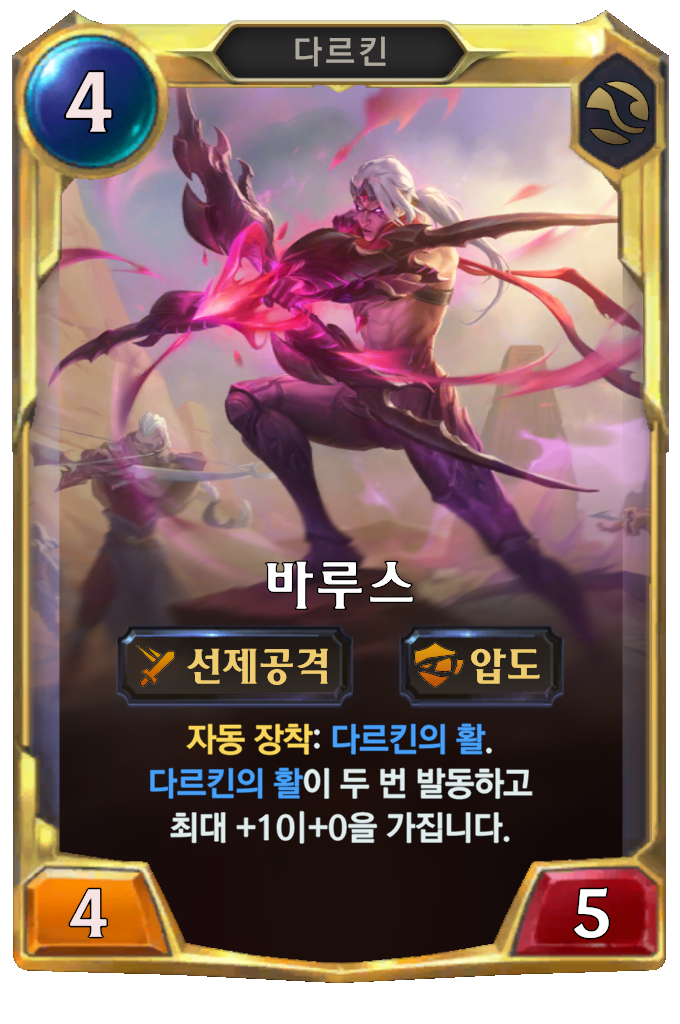 다르킨
4
바루스
선제공격 압도
자동 장착: 다르킨의 활.
다르킨의 활이 두 번 발동하고
최대 +10|+0을 가집니다.
4 5